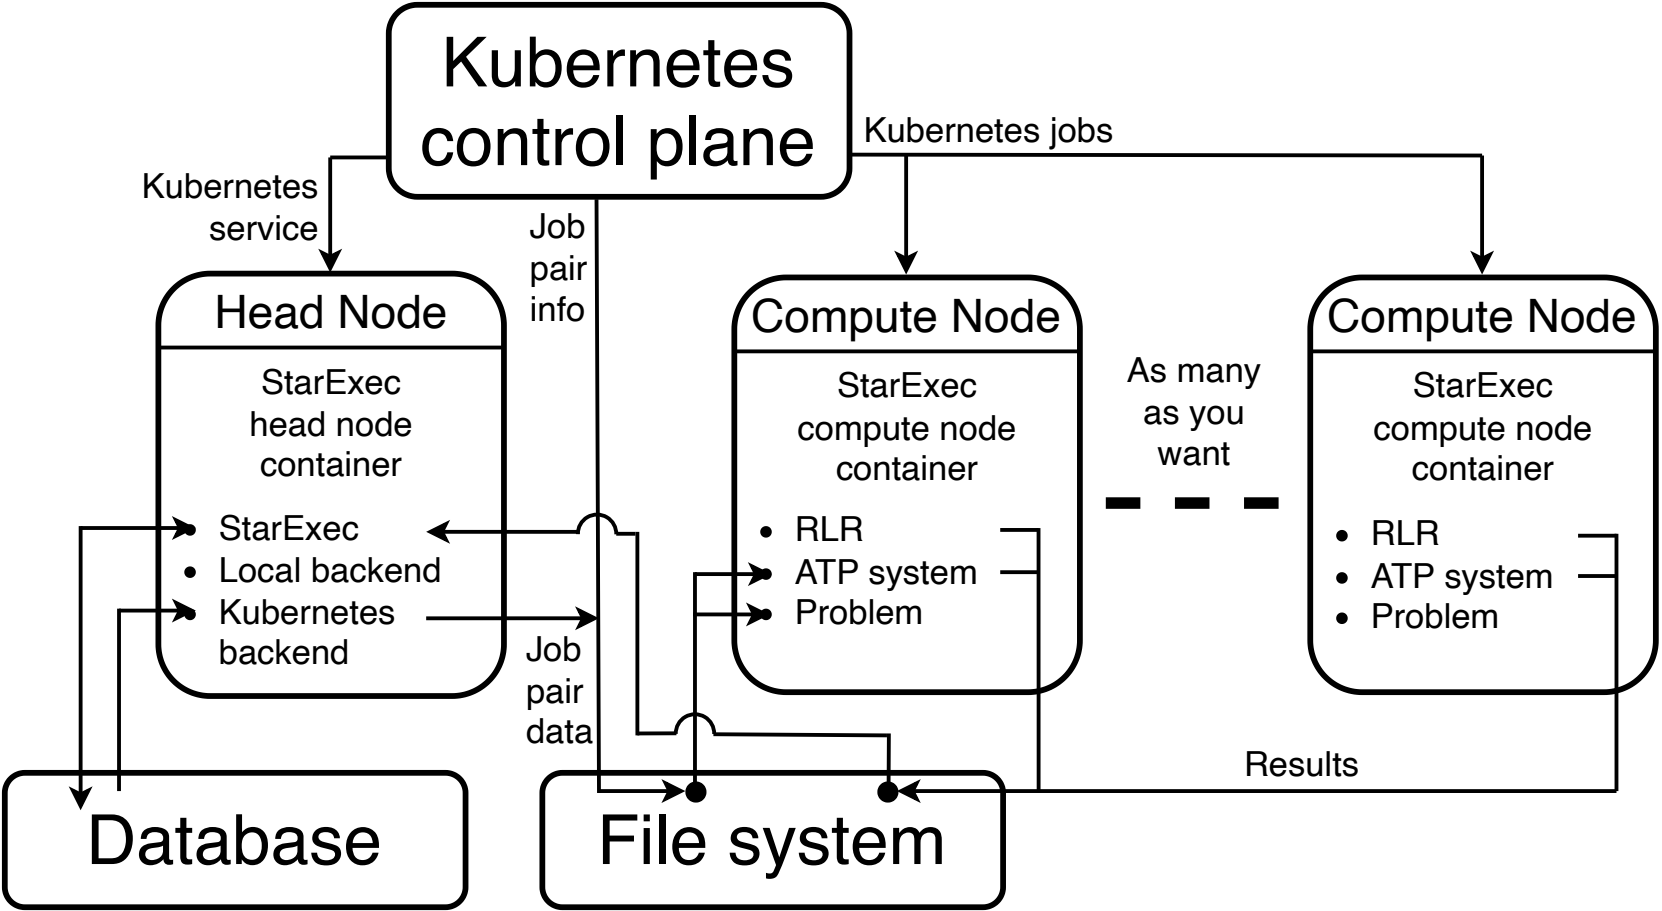 Kubernetes
control plane
Kubernetes jobs
Kubernetes
service
Job
pair
info
Head Node
StarExec
head node
container
• StarExec
• Local backend
• Kubernetes
backend
Compute Node
StarExec
compute node
container
• RLR
• ATP system
• Problem
As many
as you
want
Compute Node
StarExec
compute node
container
• RLR
• ATP system
• Problem
Job
pair
data
Results
Database
File system